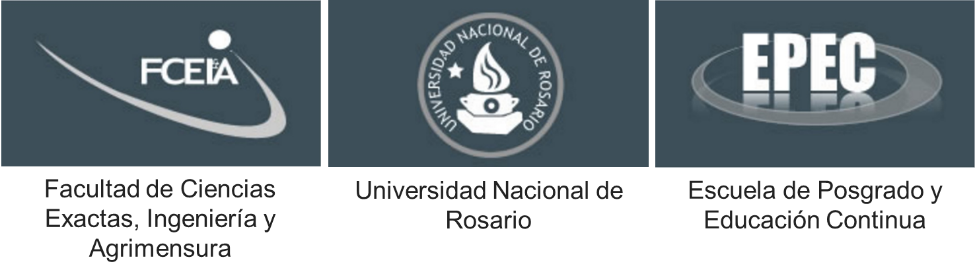 FCEIA
UNIVERSIDAD NACIONAL DE ROSARIO
EPEC
Facultad de Ciencias
Exactas, Ingeniería y
Agrimensura
Universidad Nacional de
Rosario
Escuela de Posgrado y
Educación Continua